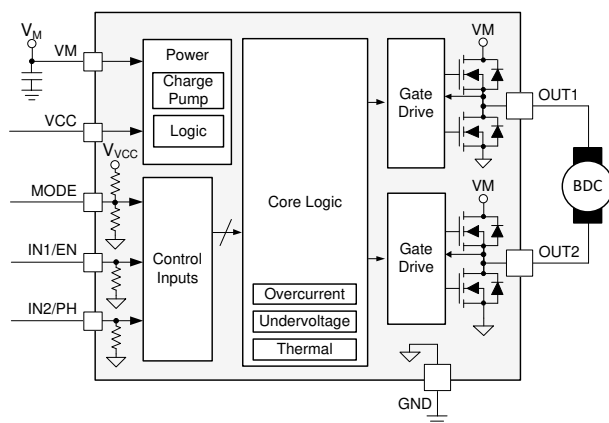 VM
VM
Power
Charge
Pump
Logic
VCC
VVCC
MODE
IN1/EN
IN2/PH
Control
Inputs
Core Logic
Overcurrent
Undervoltage
Thermal
Gate
Drive
VM
OUT1
BDC
Gate
Drive
VM
OUT2
GND